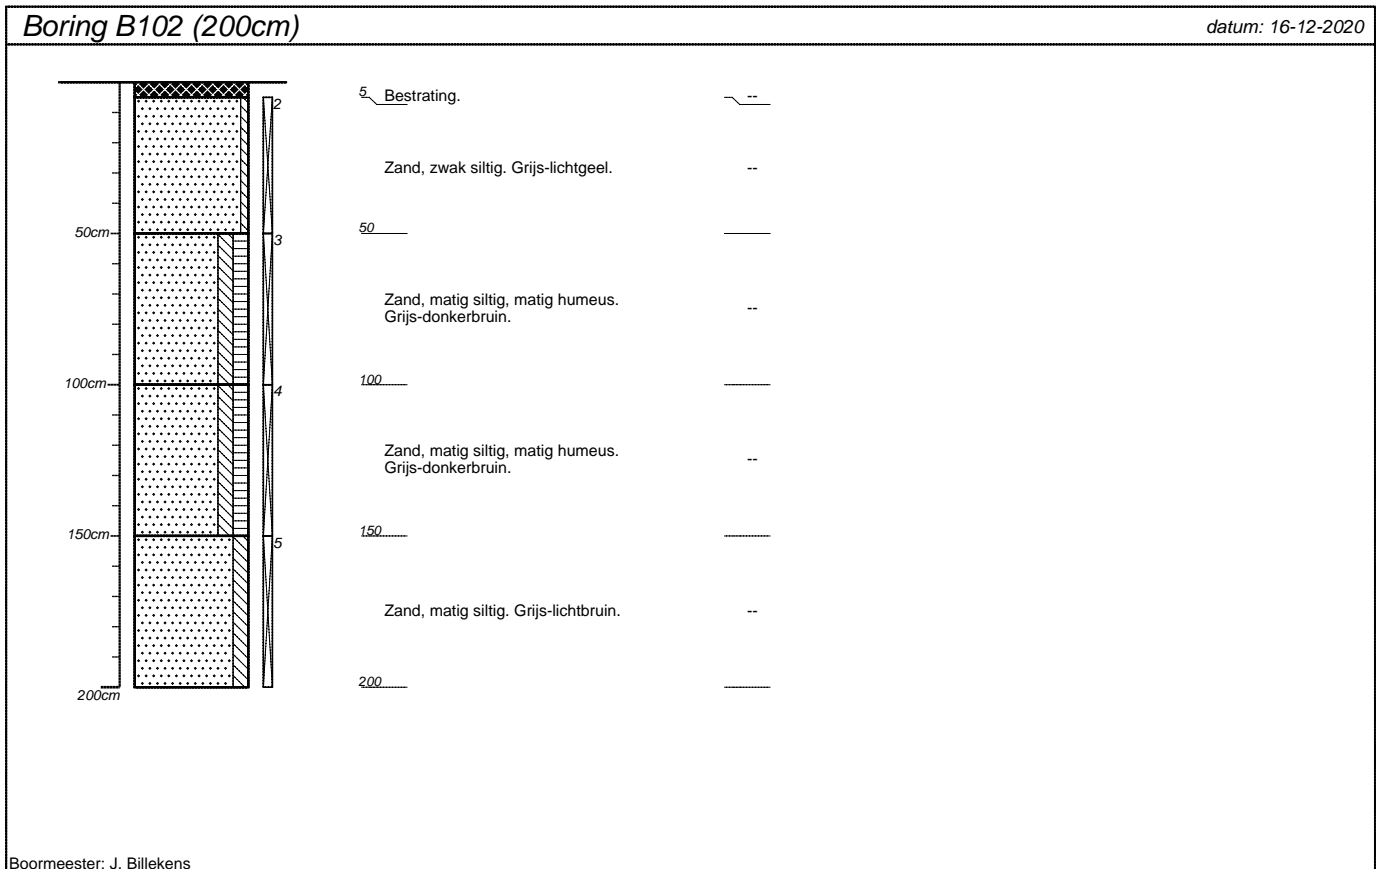 Boring B102 (200cm)
datum: 16-12-2020
5 Bestrating. --
2
Zand, zwak siltig. Grijs-lichtgeel. --
50cm 50
3
Zand, matig siltig, matig humeus.
Grijs-donkerbruin. --
100cm 100
4
Zand, matig siltig, matig humeus.
Grijs-donkerbruin. --
150cm 150
5
Zand, matig siltig. Grijs-lichtbruin. --
200cm 200
Boormeester: J. Billekens